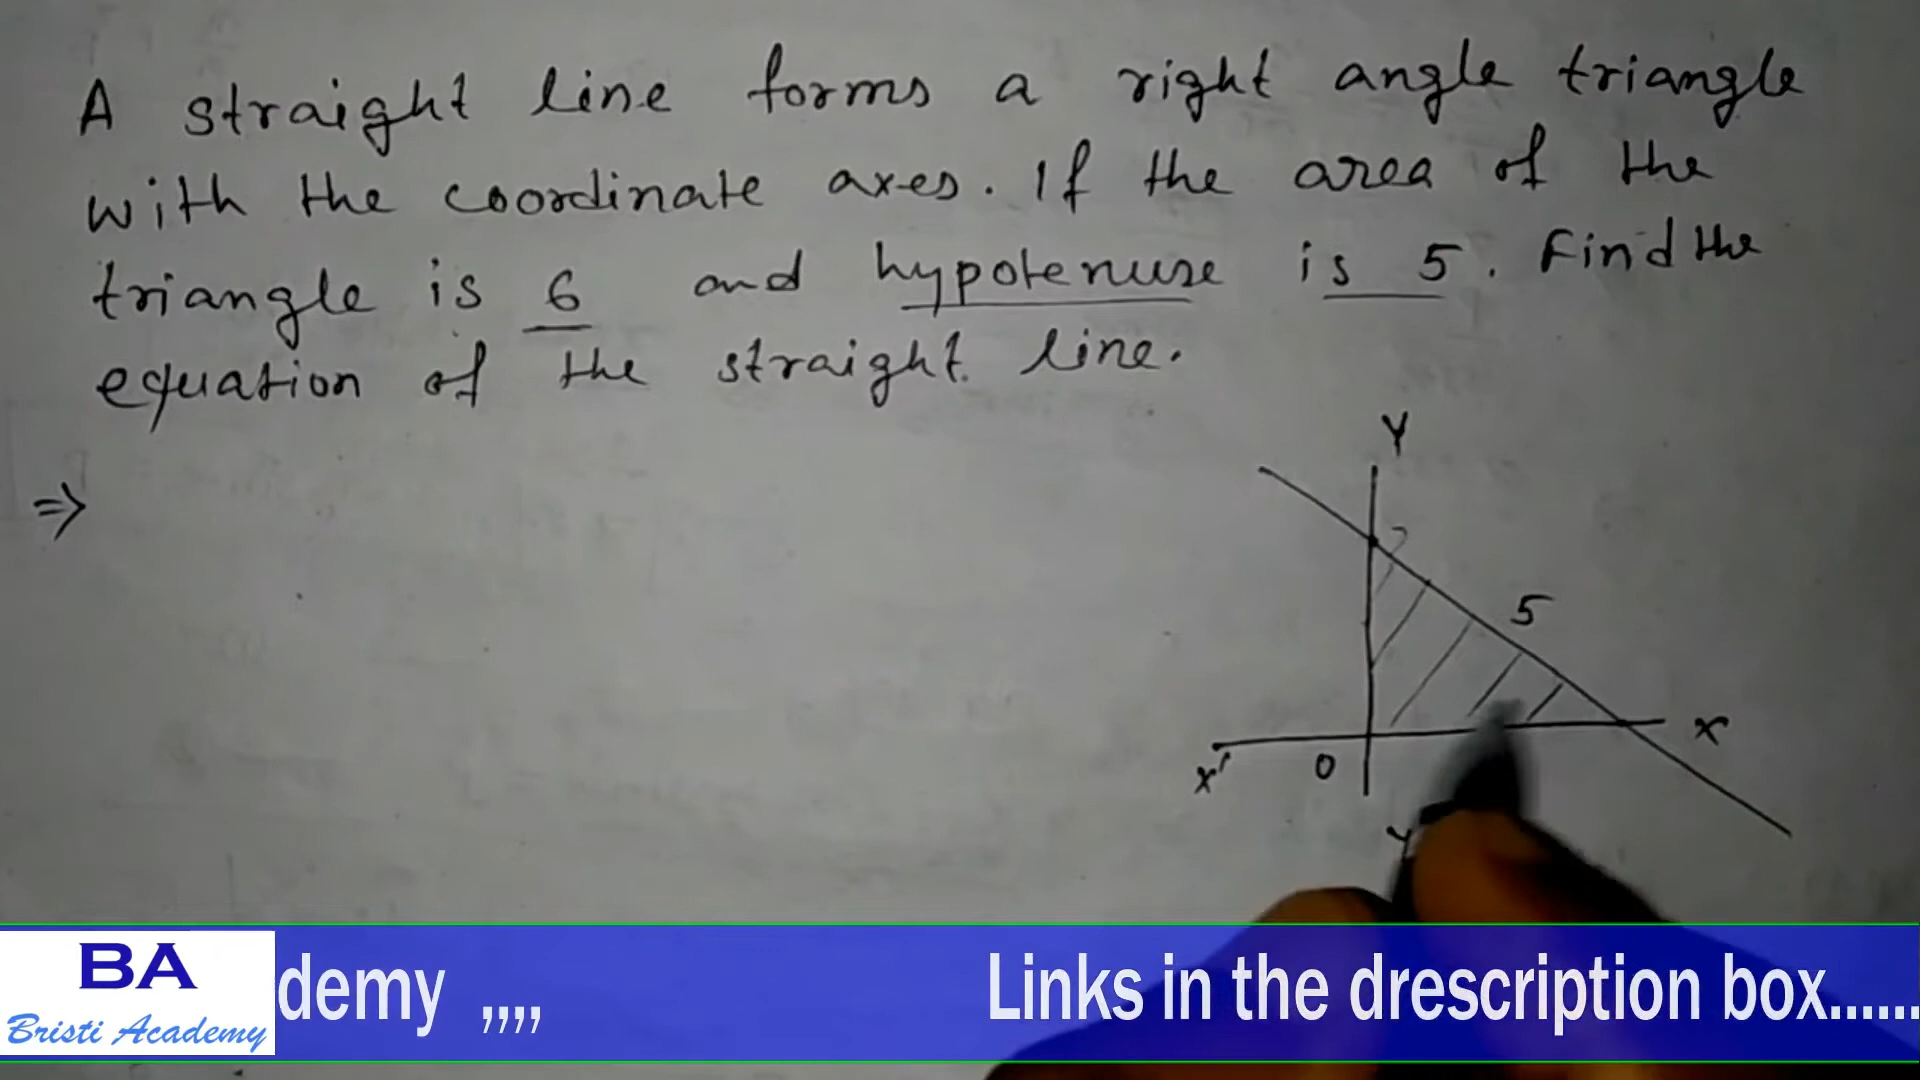 A straight line forms a right angle triangle
with the coordinate axes. If the area of the
triangle is 6 and hypotenuse is 5. Find the
equation of the straight line.
⇒
Y
5
X
X'
O
Y
BA
Bristi Academy
demy ,,,,
Links in the drescription box......